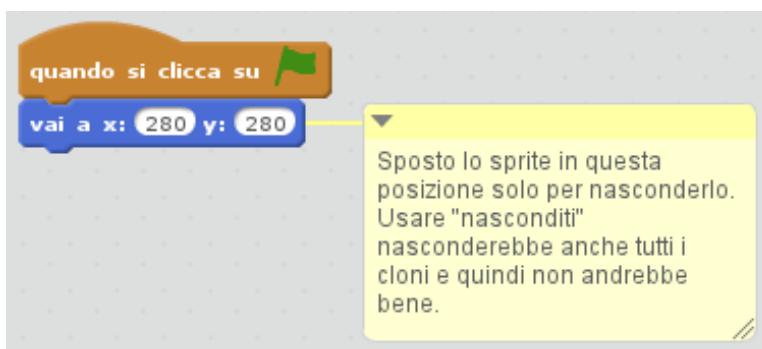 quando si clicca su
vai a x: 280 y: 280
Sposto lo sprite in questa
posizione solo per nasconderlo.
Usare "nasconditi"
nasconderebbe anche tutti i
cloni e quindi non andrebbe
bene.